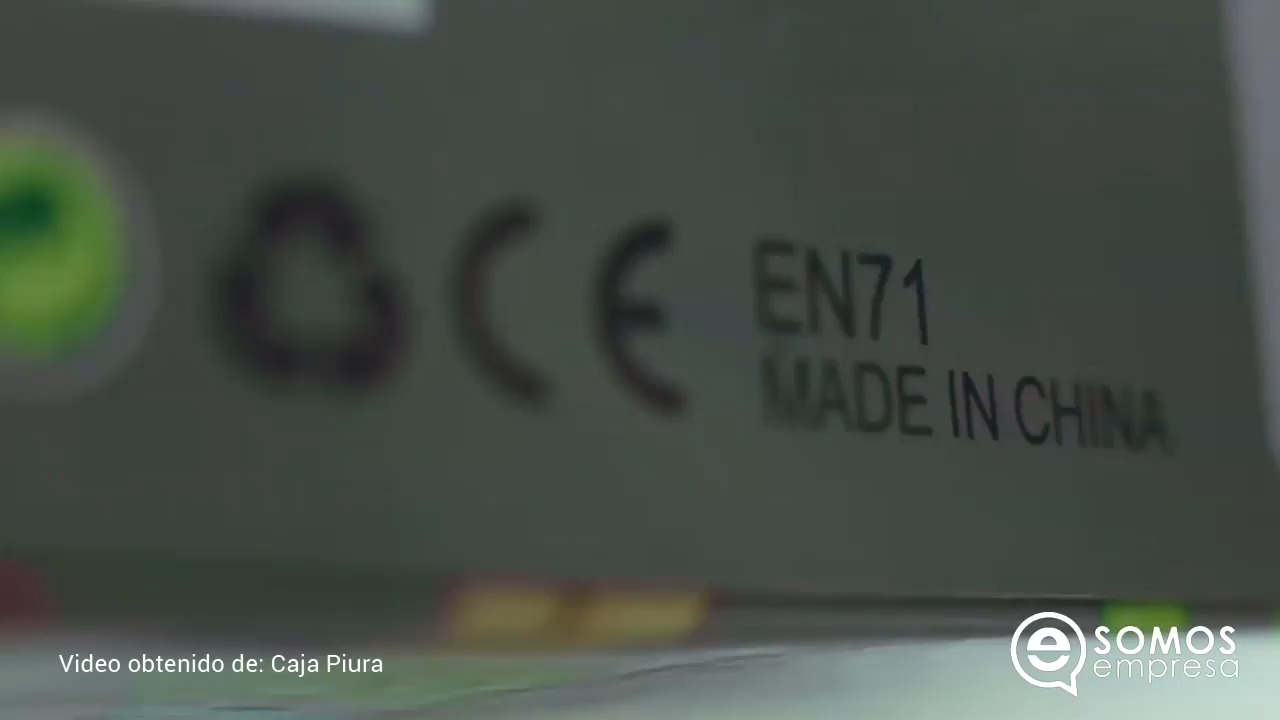 CE
EN71
MADE IN CHINA
Video obtenido de: Caja Piura
e SOMOS
empresa